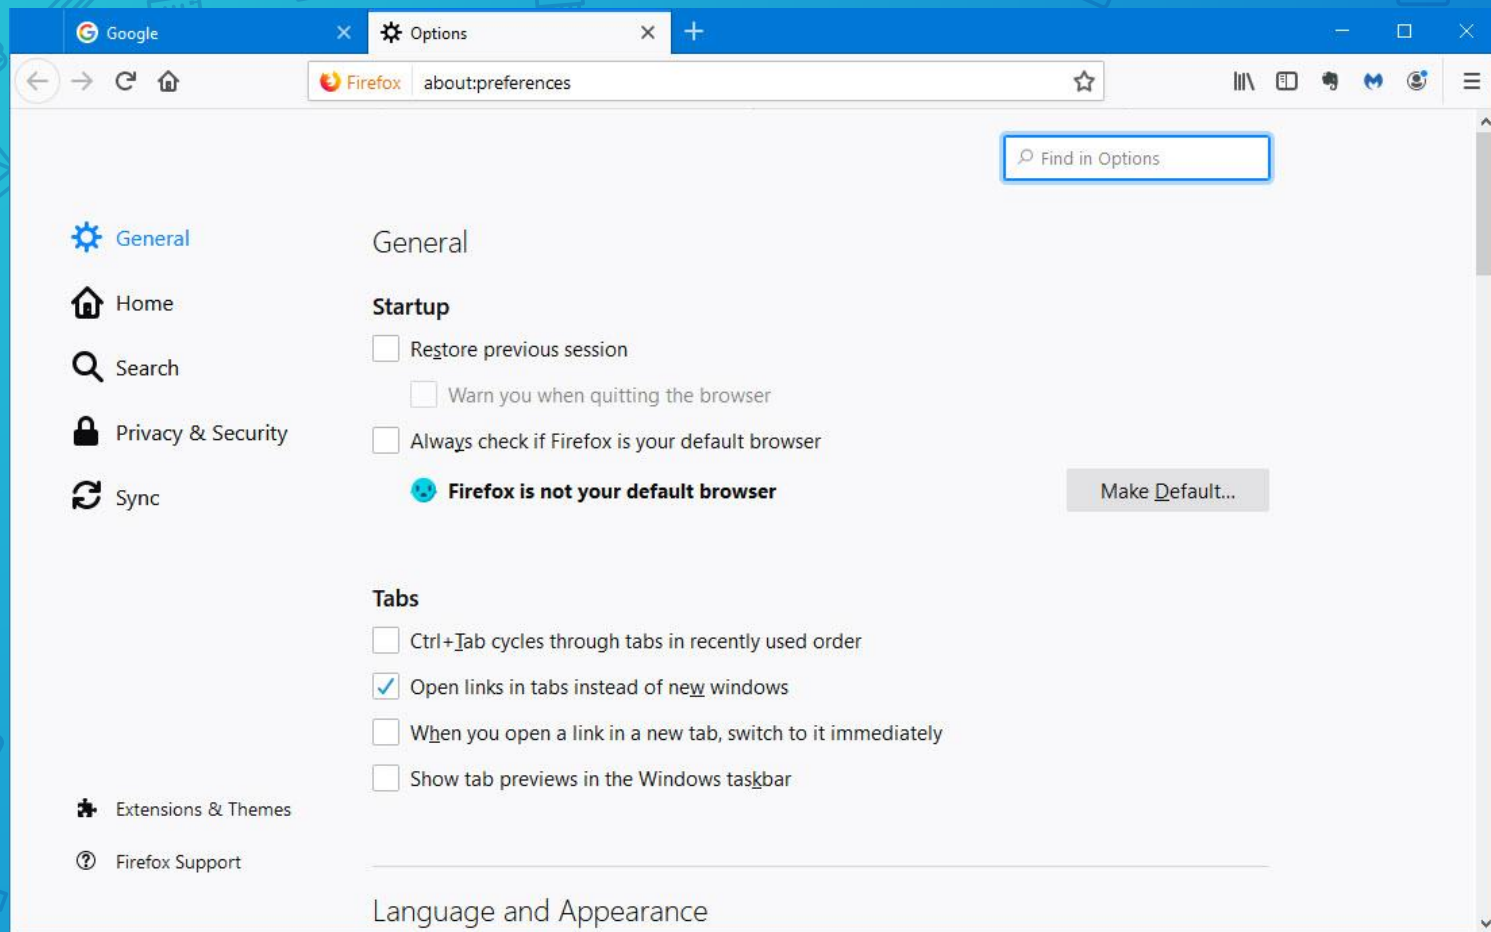 Google
Options
Firefox about:preferences
Find in Options
General
Home
Search
Privacy & Security
Sync
Extensions & Themes
Firefox Support
General
Startup
Restore previous session
Warn you when quitting the browser
Always check if Firefox is your default browser
Firefox is not your default browser
Make Default...
Tabs
Ctrl+Tab cycles through tabs in recently used order
Open links in tabs instead of new windows
When you open a link in a new tab, switch to it immediately
Show tab previews in the Windows taskbar
Language and Appearance